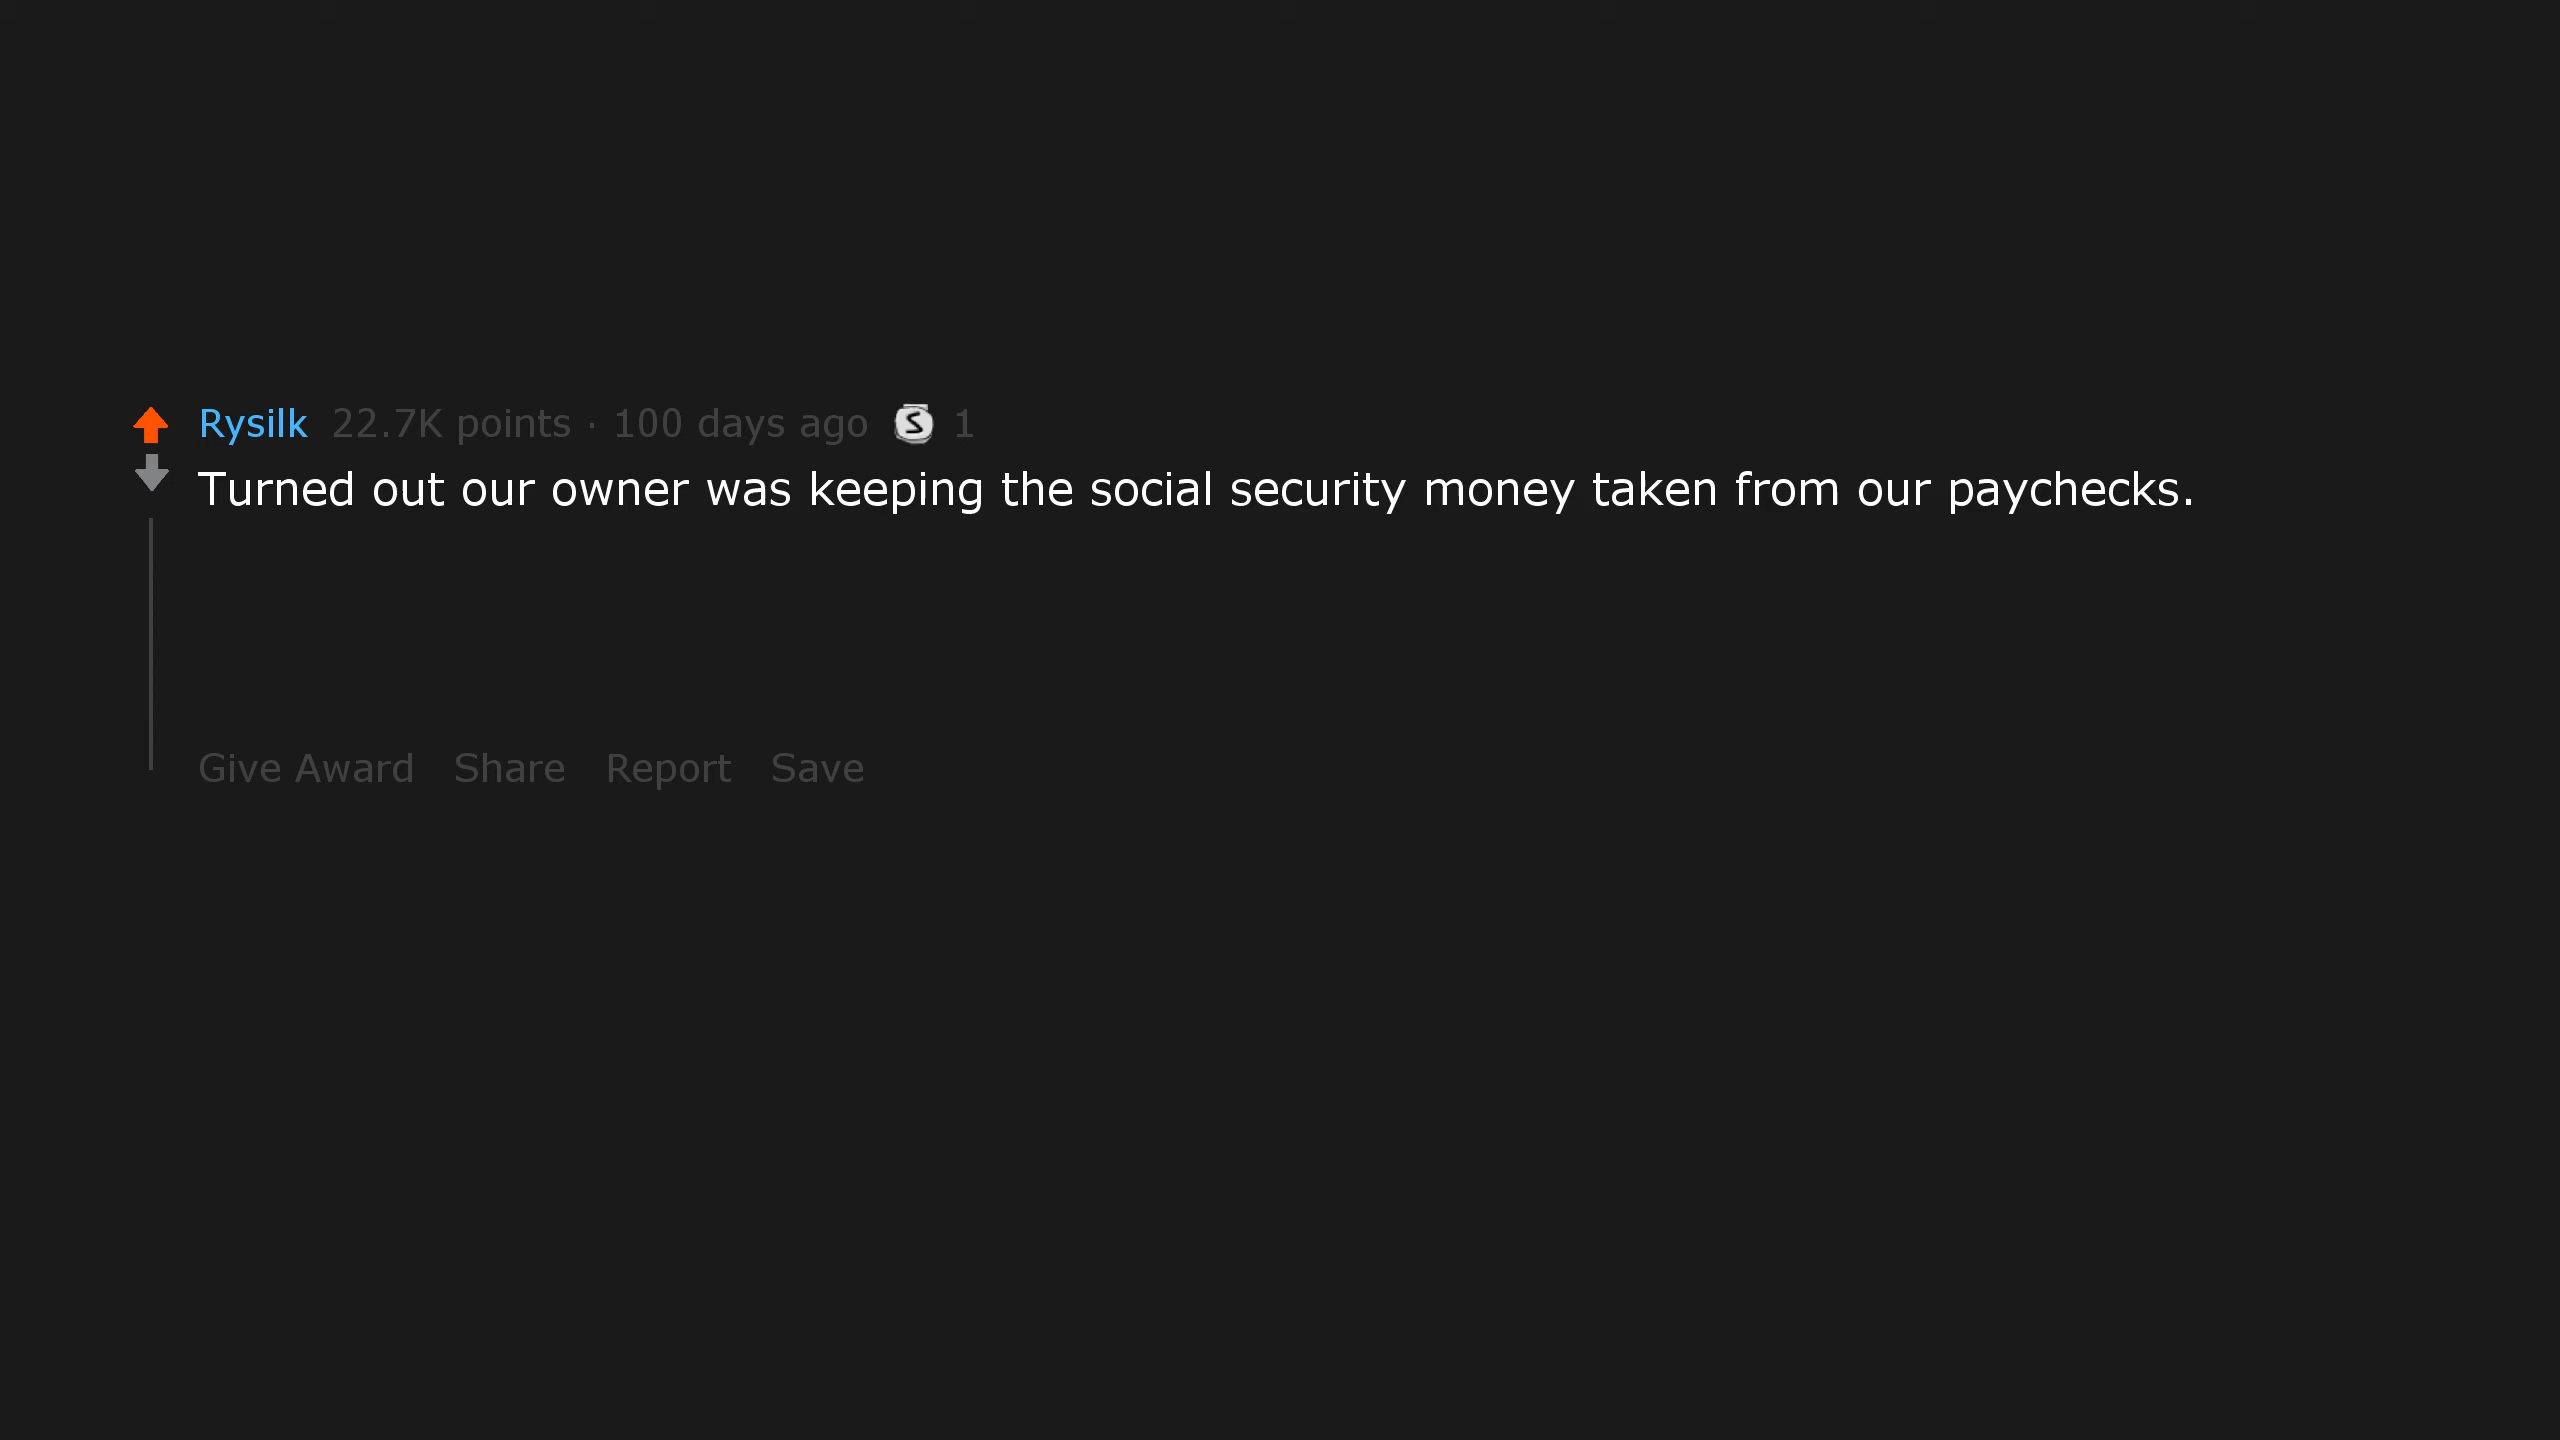 Rysilk 22.7K points · 100 days ago S 1
Turned out our owner was keeping the social security money taken from our paychecks.
Give Award Share Report Save